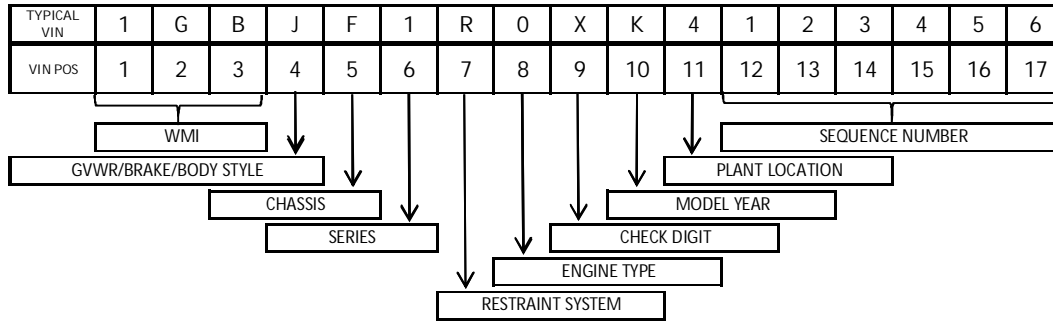 TYPICAL VIN 1 G B J F 1 R 0 X K 4 1 2 3 4 5 6
VIN POS 1 2 3 4 5 6 7 8 9 10 11 12 13 14 15 16 17
WMI SEQUENCE NUMBER
GVWR/BRAKE/BODY STYLE PLANT LOCATION
CHASSIS MODEL YEAR
SERIES CHECK DIGIT
ENGINE TYPE
RESTRAINT SYSTEM